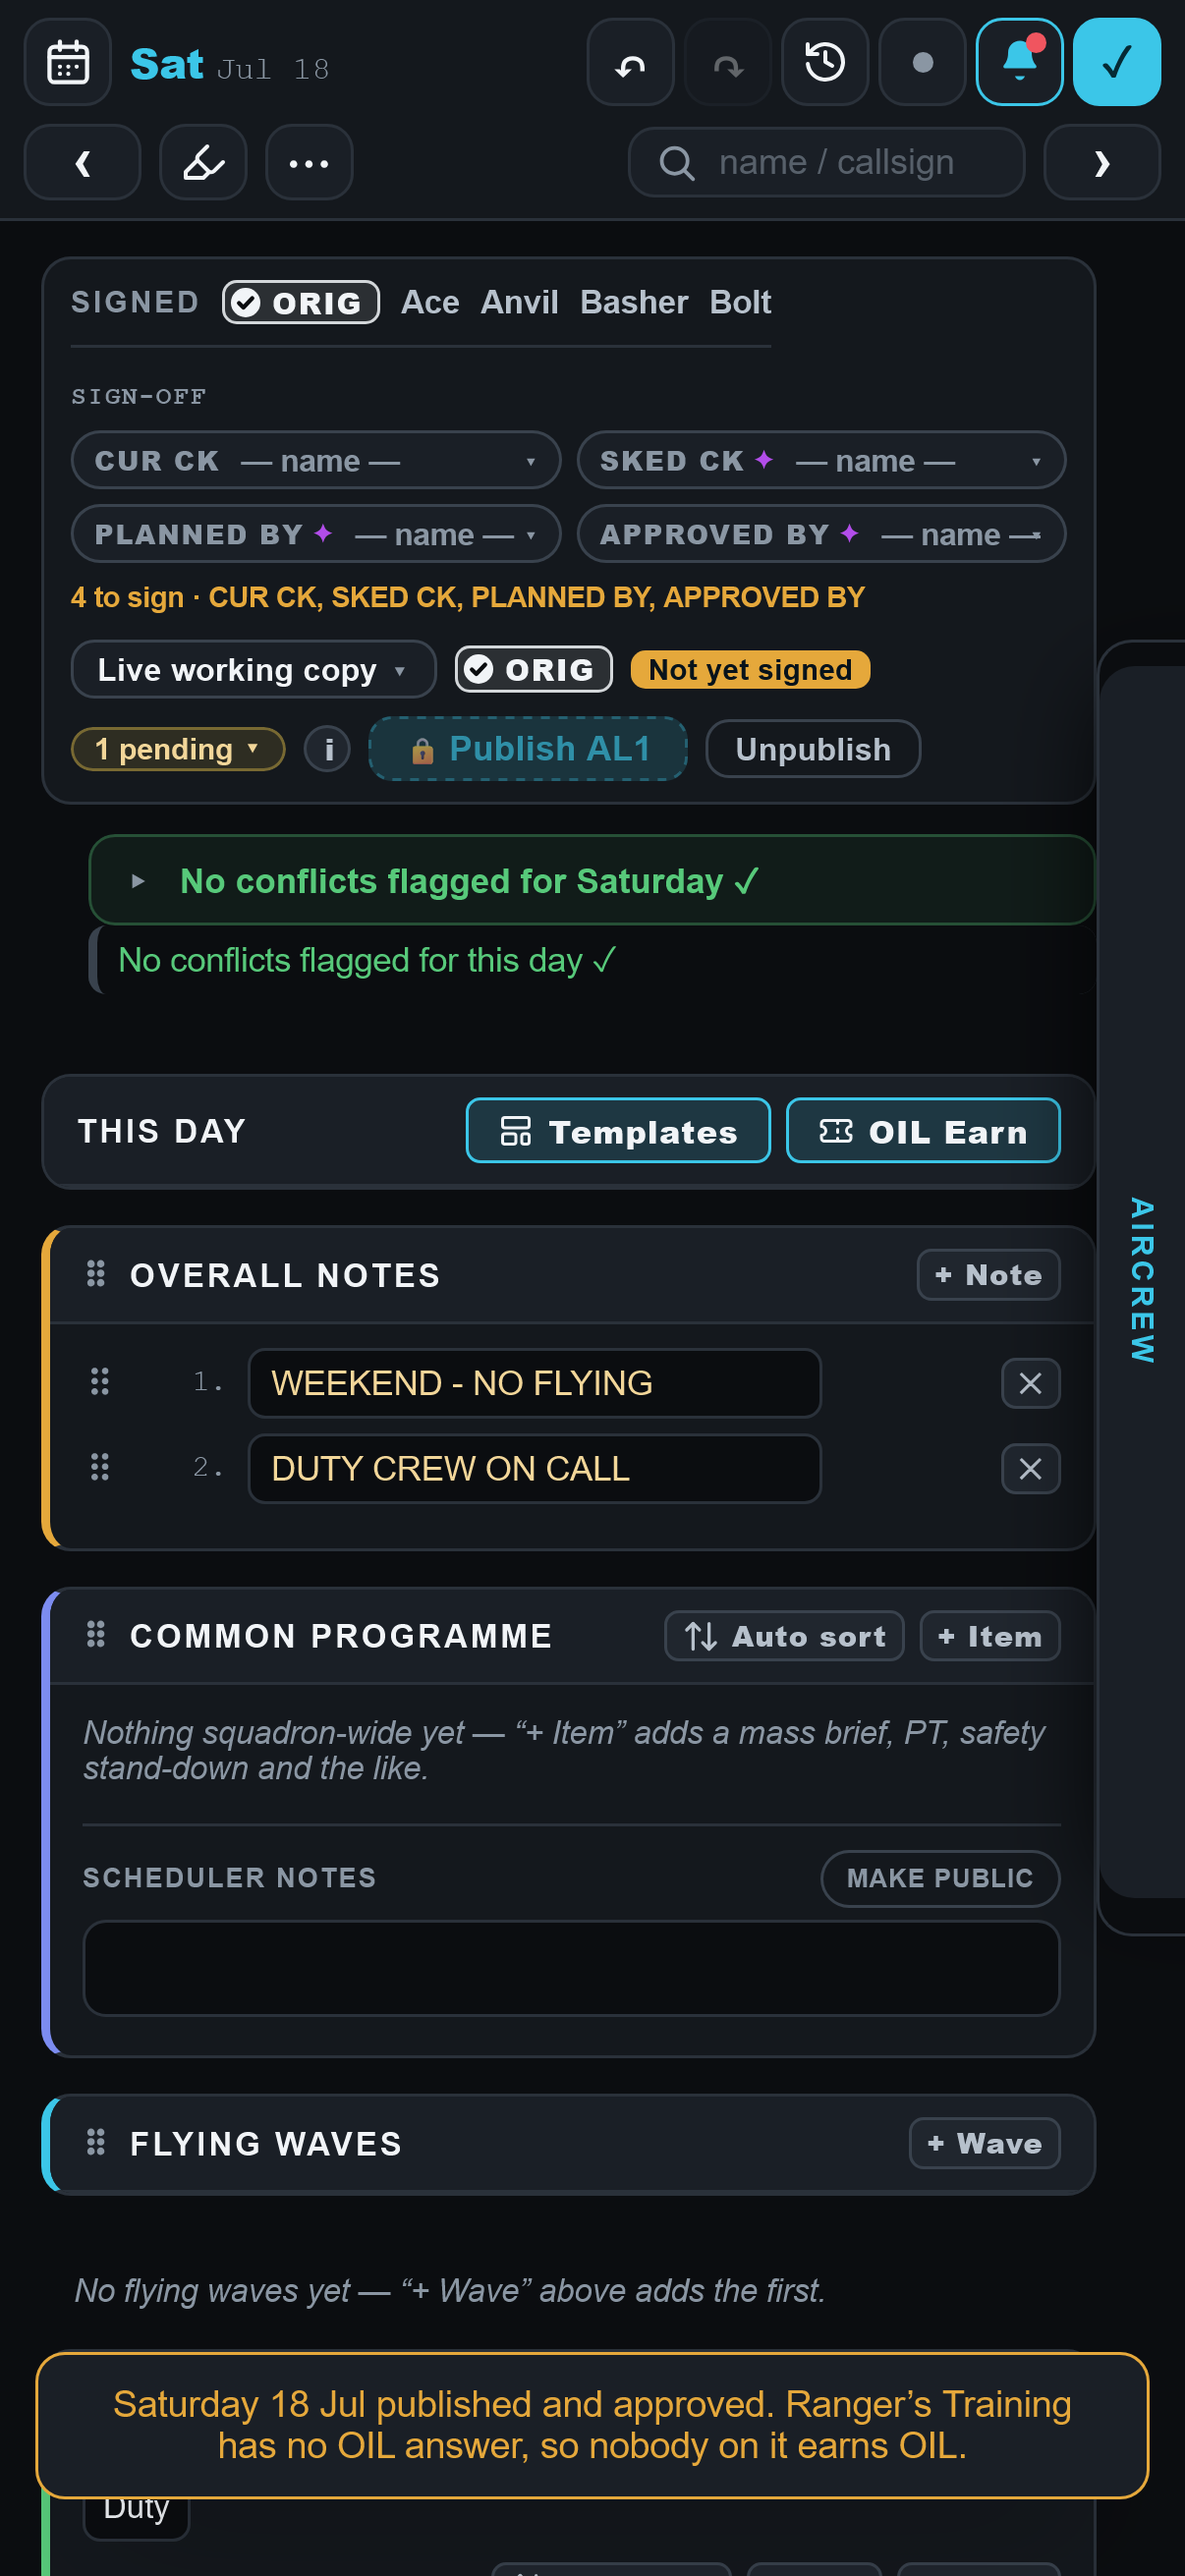 Sat Jul 18
name / callsign
SIGNED ORIG Ace Anvil Basher Bolt
SIGN-OFF
CUR CK — name —
SKED CK — name —
PLANNED BY — name —
APPROVED BY — name —
4 to sign · CUR CK, SKED CK, PLANNED BY, APPROVED BY
Live working copy ORIG Not yet signed
1 pending i Publish AL1 Unpublish
No conflicts flagged for Saturday ✓
No conflicts flagged for this day ✓
THIS DAY Templates OIL Earn
AIRCREW
OVERALL NOTES + Note
1. WEEKEND - NO FLYING
2. DUTY CREW ON CALL
COMMON PROGRAMME Auto sort + Item
Nothing squadron-wide yet — “+ Item” adds a mass brief, PT, safety
stand-down and the like.
SCHEDULER NOTES MAKE PUBLIC
FLYING WAVES + Wave
No flying waves yet — “+ Wave” above adds the first.
Saturday 18 Jul published and approved. Ranger’s Training
has no OIL answer, so nobody on it earns OIL.
Duty